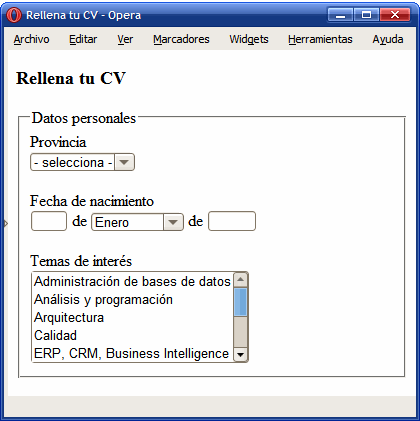 Rellena tu CV - Opera
Archivo Editar Ver Marcadores Widgets Herramientas Ayuda
Rellena tu CV
Datos personales
Provincia
- selecciona -
Fecha de nacimiento
de Enero de
Temas de interés
Administración de bases de datos
Análisis y programación
Arquitectura
Calidad
ERP, CRM, Business Intelligence